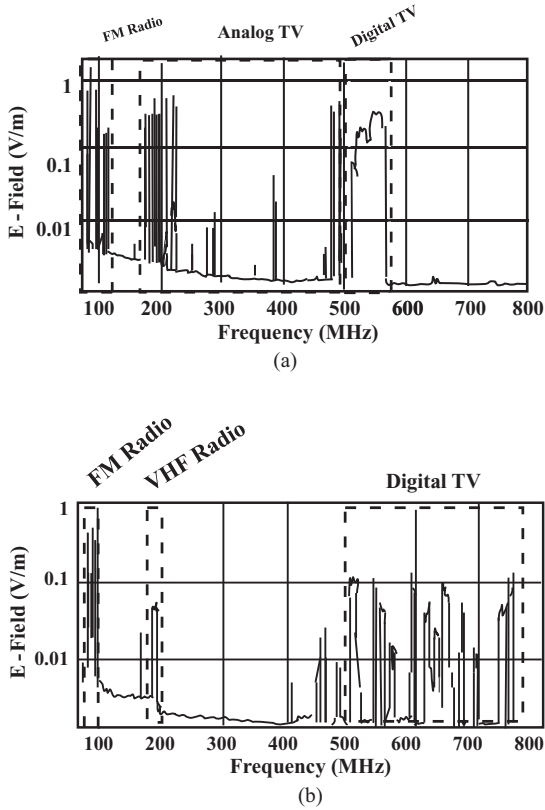 FM Radio Analog TV Digital TV
1
0.1
0.01
E - Field (V/m)
100 200 300 400 500 600 700 800
Frequency (MHz)
(a)
FM Radio VHF Radio Digital TV
1
0.1
0.01
E - Field (V/m)
100 200 300 400 500 600 700 800
Frequency (MHz)
(b)